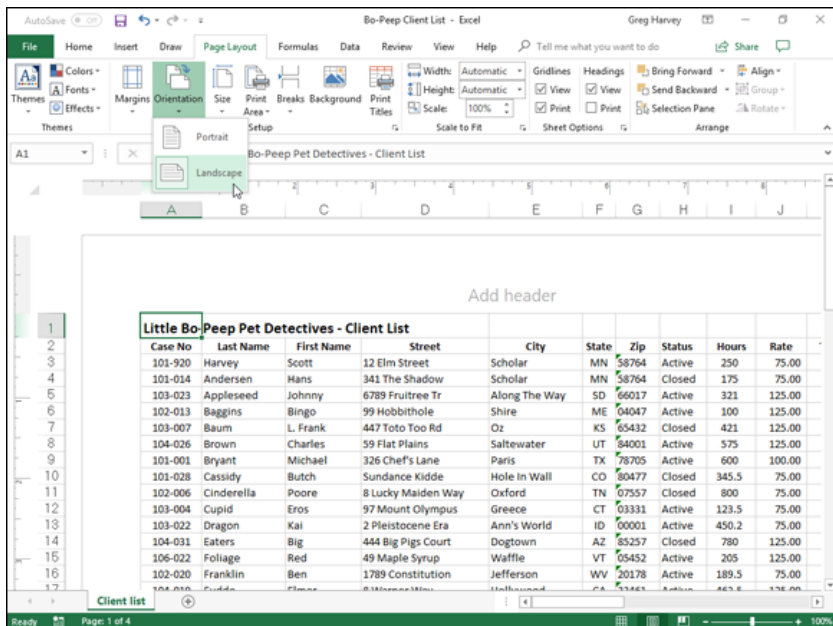 AutoSave Off Bo-Peep Client List - Excel Greg Harvey
File Home Insert Draw Page Layout Formulas Data Review View Help Tell me what you want to do Share
Colors Width: Automatic Gridlines Headings Bring Forward Align
Aa A Fonts Height: Automatic View View Send Backward Group
Themes Effects Margins Orientation Size Print Area Breaks Background Print Titles Scale: 100% Print Print Selection Pane Rotate
Themes Setup Scale to Fit Sheet Options Arrange
Portrait
A1 Bo-Peep Pet Detectives - Client List
Landscape
A B C D E F G H I J
Add header
1 Little Bo-Peep Pet Detectives - Client List
2 Case No Last Name First Name Street City State Zip Status Hours Rate
3 101-920 Harvey Scott 12 Elm Street Scholar MN 58764 Active 250 75.00
4 101-014 Andersen Hans 341 The Shadow Scholar MN 58764 Closed 175 75.00
5 103-023 Appleseed Johnny 6789 Fruitree Tr Along The Way SD 66017 Active 321 125.00
6 102-013 Baggins Bingo 99 Hobbithole Shire ME 04047 Active 100 125.00
7 103-007 Baum L. Frank 447 Toto Too Rd Oz KS 65432 Closed 421 125.00
8 104-026 Brown Charles 59 Flat Plains Saltewater UT 84001 Active 575 125.00
9 101-001 Bryant Michael 326 Chef's Lane Paris TX 78705 Active 600 100.00
10 101-028 Cassidy Butch Sundance Kidde Hole In Wall CO 80477 Closed 345.5 75.00
11 102-006 Cinderella Poore 8 Lucky Maiden Way Oxford TN 07557 Closed 800 75.00
12 103-004 Cupid Eros 97 Mount Olympus Greece CT 03331 Active 123.5 75.00
13 103-022 Dragon Kai 2 Pleistocene Era Ann's World ID 00001 Active 450.2 75.00
14 104-031 Eaters Big 444 Big Pigs Court Dogtown AZ 85257 Closed 780 125.00
15 106-022 Foliage Red 49 Maple Syrup Waffle VT 05452 Active 205 125.00
16 102-020 Franklin Ben 1789 Constitution Jefferson WV 20178 Active 189.5 75.00
17
Client list
Ready Page: 1 of 4 100%